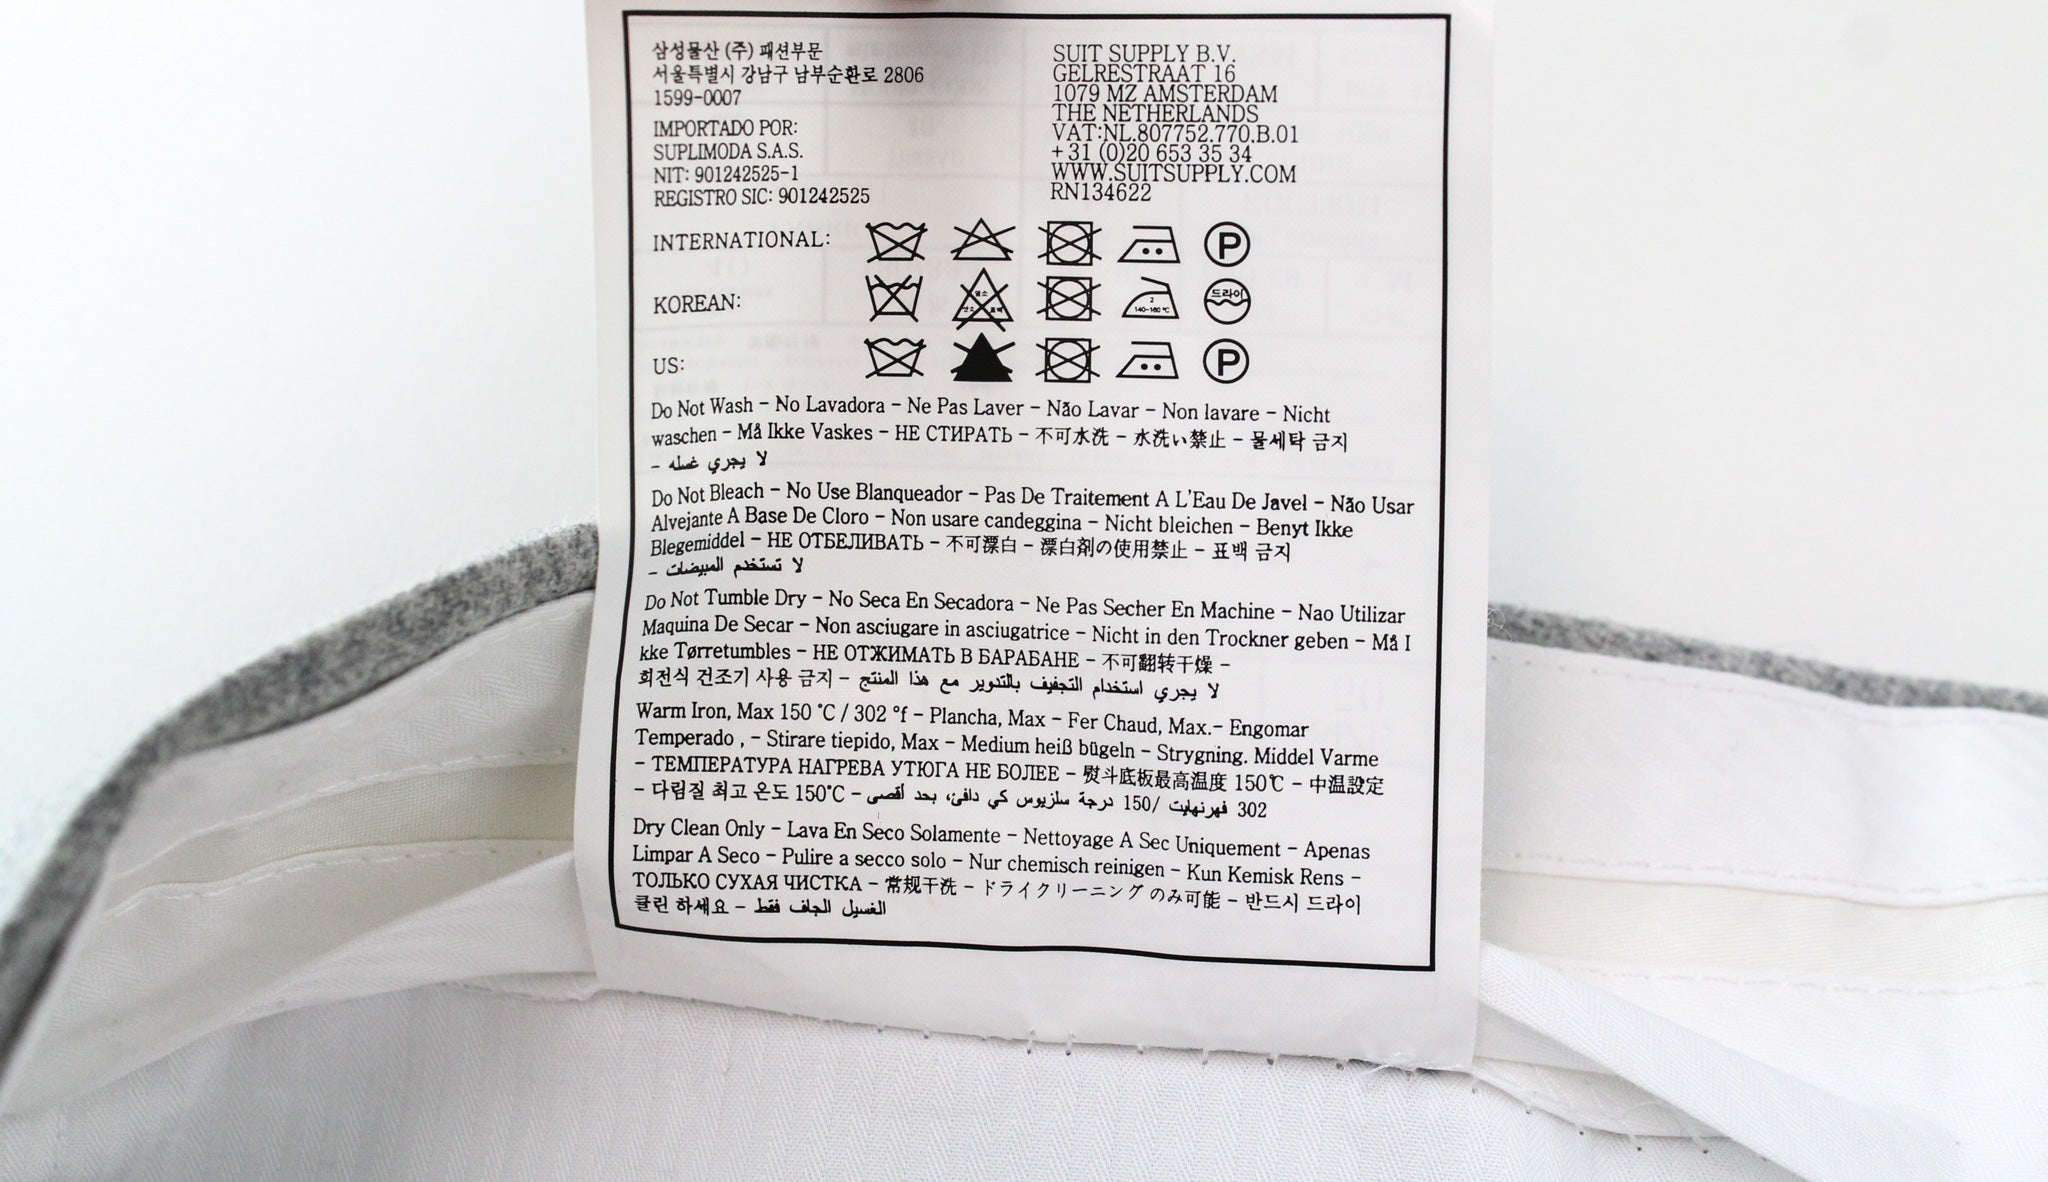 삼성물산 (주) 패션부문
서울특별시 강남구 남부순환로 2806
1599-0007
IMPORTADO POR:
SUPLIMODA S.A.S.
NIT: 901242525-1
REGISTRO SIC: 901242525
SUIT SUPPLY B.V.
GELRESTRAAT 16
1079 MZ AMSTERDAM
THE NETHERLANDS
VAT:NL.807752.770.B.01
+31 (0)20 653 35 34
WWW.SUITSUPPLY.COM
RN134622
INTERNATIONAL:
P
KOREAN:
염소
산소 표백
2
140-160 ℃
드라이
US:
P
Do Not Wash - No Lavadora - Ne Pas Laver - Não Lavar - Non lavare - Nicht
waschen - Må Ikke Vaskes - НЕ СТИРАТЬ - 不可水洗 - 水洗い禁止 - 물세탁 금지
- لا يجري غسله
Do Not Bleach - No Use Blanqueador - Pas De Traitement A L'Eau De Javel - Não Usar
Alvejante A Base De Cloro - Non usare candeggina - Nicht bleichen - Benyt Ikke
Blegemiddel - НЕ ОТБЕЛИВАТЬ - 不可漂白 - 漂白剤の使用禁止 - 표백 금지
- لا تستخدم المبيضات
Do Not Tumble Dry - No Seca En Secadora - Ne Pas Secher En Machine - Nao Utilizar
Maquina De Secar - Non asciugare in asciugatrice - Nicht in den Trockner geben - Må I
kke Tørretumbles - НЕ ОТЖИМАТЬ В БАРАБАНЕ - 不可翻转干燥 -
회전식 건조기 사용 금지 - لا يجري استخدام التجفيف بالتدوير مع هذا المنتج
Warm Iron, Max 150 °C / 302 °f - Plancha, Max - Fer Chaud, Max.- Engomar
Temperado , - Stirare tiepido, Max - Medium heiß bügeln - Strygning. Middel Varme
- ТЕМПЕРАТУРА НАГРЕВА УТЮГА НЕ БОЛЕЕ - 熨斗底板最高温度 150℃ - 中温設定
- 다림질 최고 온도 150℃ - 302 فهرنهايت /150 درجة سلزيوس كي دافئ، بحد أقصى
Dry Clean Only - Lava En Seco Solamente - Nettoyage A Sec Uniquement - Apenas
Limpar A Seco - Pulire a secco solo - Nur chemisch reinigen - Kun Kemisk Rens -
ТОЛЬКО СУХАЯ ЧИСТКА - 常规干洗 - ドライクリーニング のみ可能 - 반드시 드라이
클린 하세요 - الغسيل الجاف فقط